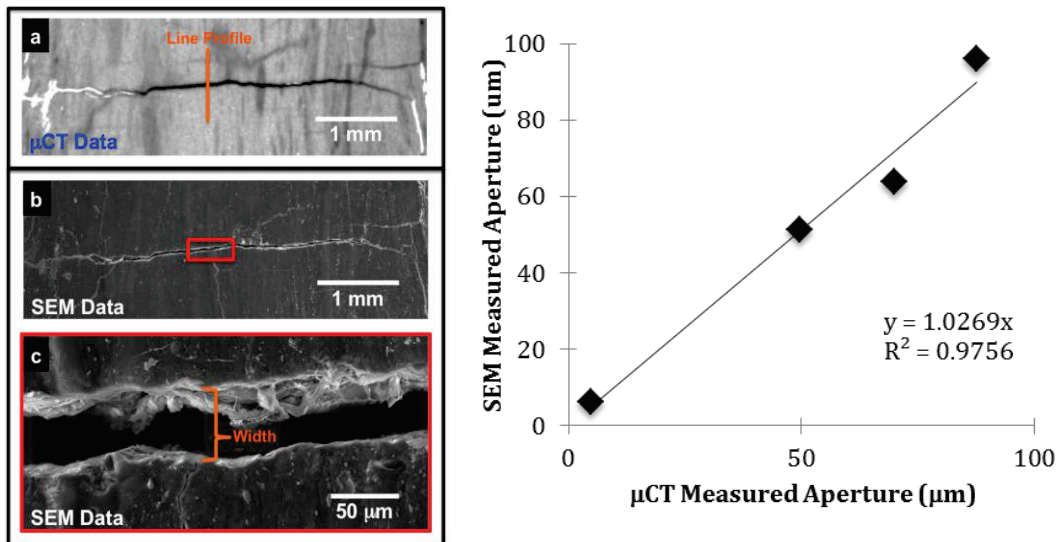 a
Line Profile
1 mm
μCT Data
b
1 mm
SEM Data
c
Width
50 μm
SEM Data
SEM Measured Aperture (um)
100
80
60
40
20
0
y = 1.0269x
R² = 0.9756
0 50 100
μCT Measured Aperture (μm)